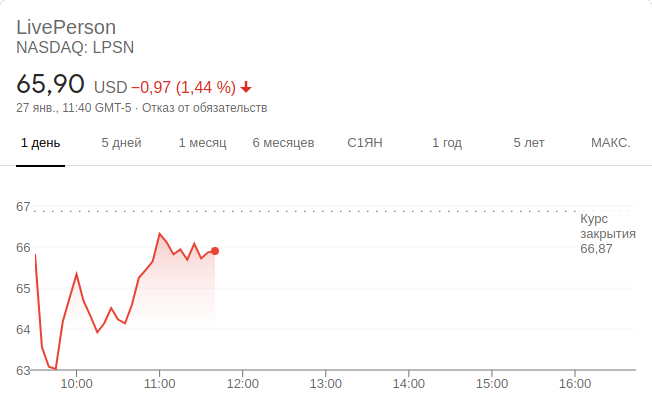 LivePerson
NASDAQ: LPSN
65,90 USD −0,97 (1,44 %)
27 янв., 11:40 GMT-5 · Отказ от обязательств
1 день 5 дней 1 месяц 6 месяцев С1ЯН 1 год 5 лет МАКС.
67
Курс
закрытия
66,87
66
65
64
63
10:00 11:00 12:00 13:00 14:00 15:00 16:00